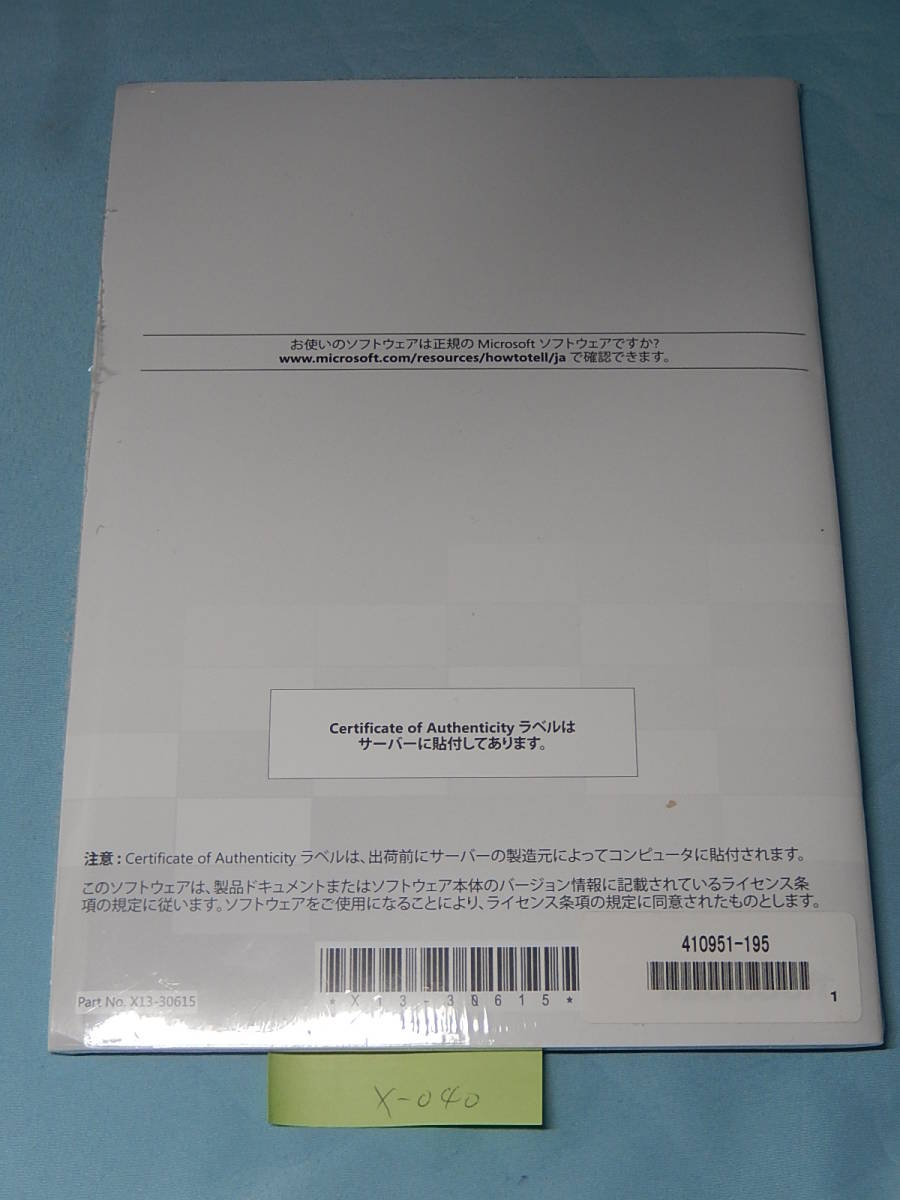 お使いのソフトウェアは正規の Microsoft ソフトウェアですか?
www.microsoft.com/resources/howtotell/ja で確認できます。
Certificate of Authenticity ラベルは
サーバーに貼付してあります。
注意 : Certificate of Authenticity ラベルは、出荷前にサーバーの製造元によってコンピュータに貼付されます。
このソフトウェアは、製品ドキュメントまたはソフトウェア本体のバージョン情報に記載されているライセンス条
項の規定に従います。ソフトウェアをご使用になることにより、ライセンス条項の規定に同意されたものとします。
410951-195
1
Part No. X13-30615
*X13-30615*
X-040